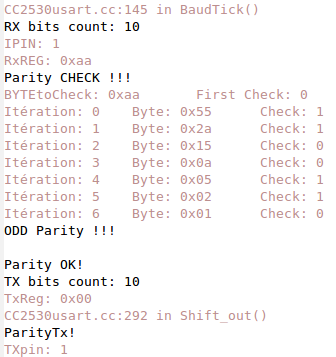 CC2530usart.cc:145 in BaudTick()
RX bits count: 10
IPIN: 1
RxREG: 0xaa
Parity CHECK !!!
BYTEtoCheck: 0xaa First Check: 0
Itération: 0 Byte: 0x55 Check: 1
Itération: 1 Byte: 0x2a Check: 1
Itération: 2 Byte: 0x15 Check: 0
Itération: 3 Byte: 0x0a Check: 0
Itération: 4 Byte: 0x05 Check: 1
Itération: 5 Byte: 0x02 Check: 1
Itération: 6 Byte: 0x01 Check: 0
ODD Parity !!!
Parity OK!
TX bits count: 10
TxReg: 0x00
CC2530usart.cc:292 in Shift_out()
ParityTx!
TXpin: 1